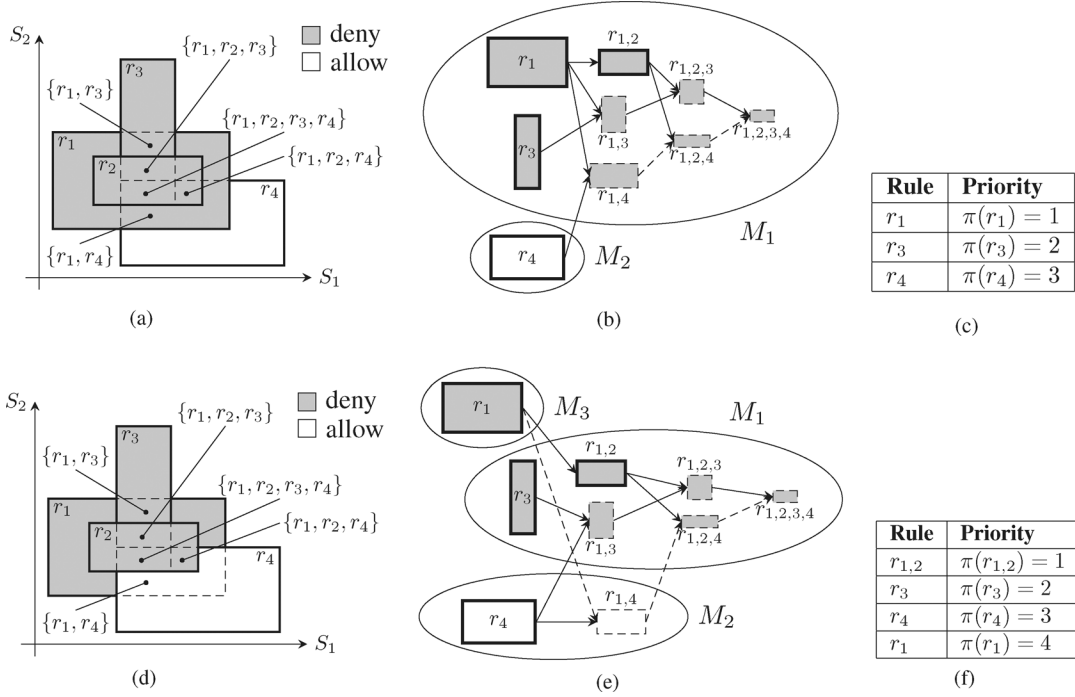 S2
deny
allow
{r1, r2, r3}
r3
{r1, r3}
{r1, r2, r3, r4}
r1
{r1, r2, r4}
r2
r4
{r1, r4}
S1
(a)
r1
r1,2
r1,2,3
r1,2,3,4
r3
r1,3
r1,2,4
r1,4
M1
r4
M2
(b)
Rule Priority
r1 π(r1) = 1
r3 π(r3) = 2
r4 π(r4) = 3
(c)
S2
deny
allow
{r1, r2, r3}
r3
{r1, r3}
{r1, r2, r3, r4}
r1
{r1, r2, r4}
r2
r4
{r1, r4}
S1
(d)
r1
M3
M1
r1,2
r1,2,3
r3
r1,2,3,4
r1,3
r1,2,4
r1,4
r4
M2
(e)
Rule Priority
r1,2 π(r1,2) = 1
r3 π(r3) = 2
r4 π(r4) = 3
r1 π(r1) = 4
(f)